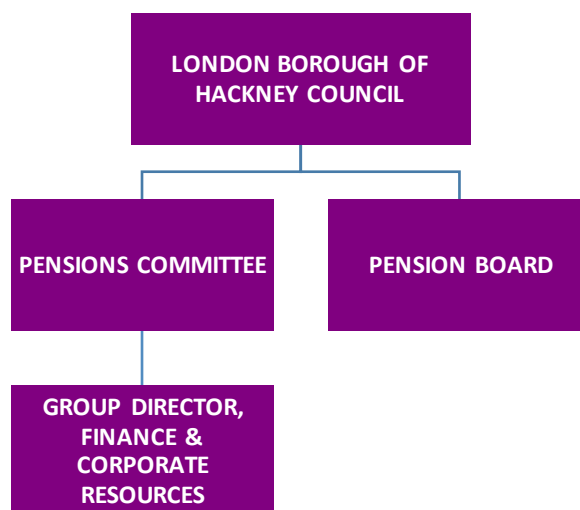 LONDON BOROUGH OF
HACKNEY COUNCIL
PENSIONS COMMITTEE
PENSION BOARD
GROUP DIRECTOR,
FINANCE &
CORPORATE
RESOURCES